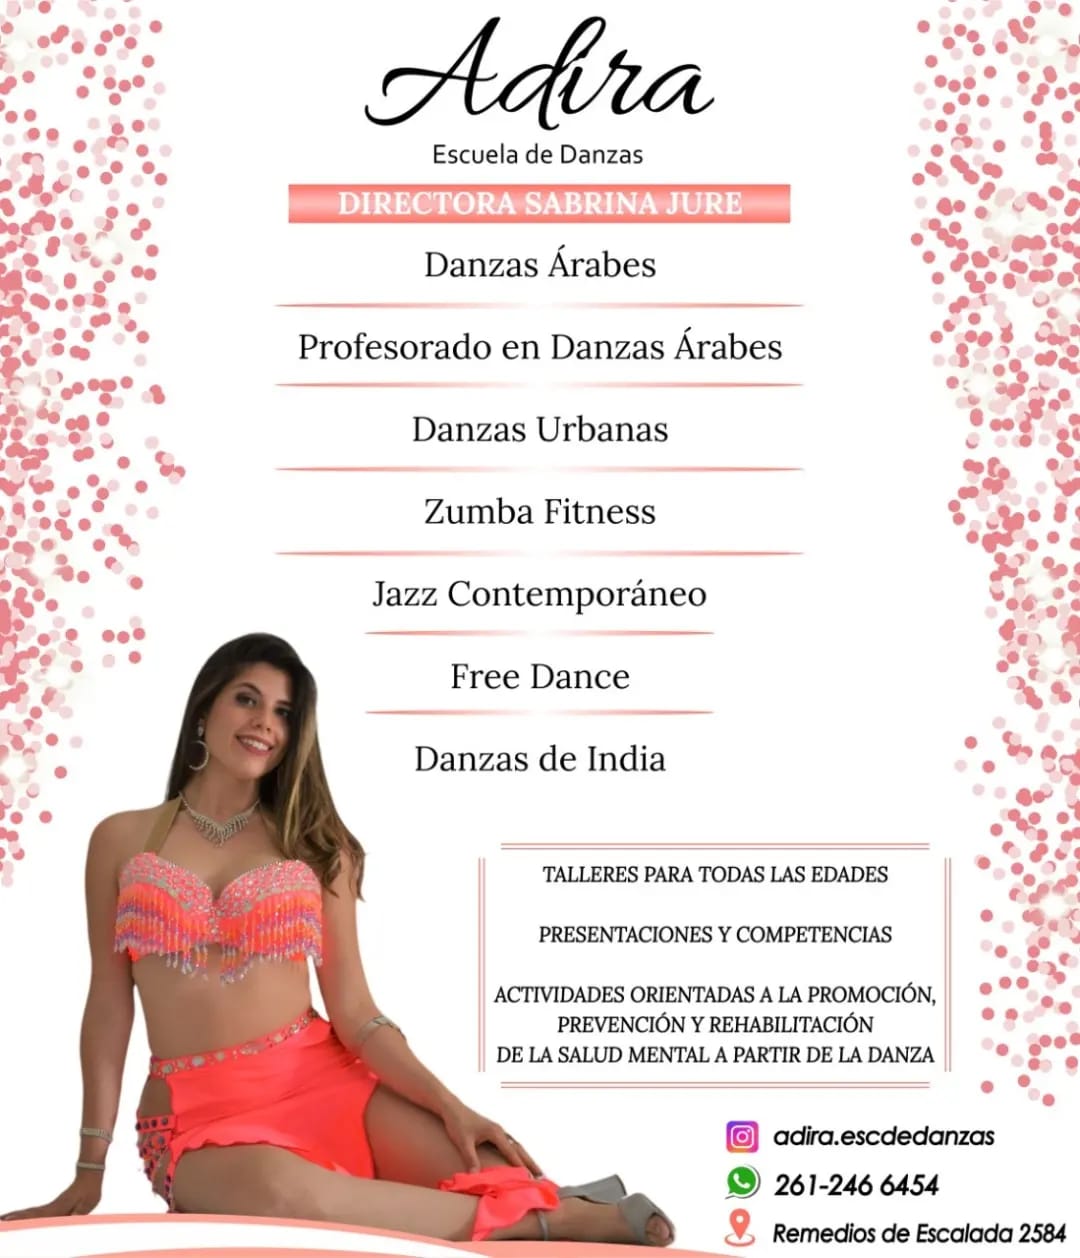 Adira
Escuela de Danzas
DIRECTORA SABRINA JURE
Danzas Árabes
Profesorado en Danzas Árabes
Danzas Urbanas
Zumba Fitness
Jazz Contemporáneo
Free Dance
Danzas de India
TALLERES PARA TODAS LAS EDADES
PRESENTACIONES Y COMPETENCIAS
ACTIVIDADES ORIENTADAS A LA PROMOCIÓN,
PREVENCIÓN Y REHABILITACIÓN
DE LA SALUD MENTAL A PARTIR DE LA DANZA
adira.escdedanzas
261-246 6454
Remedios de Escalada 2584